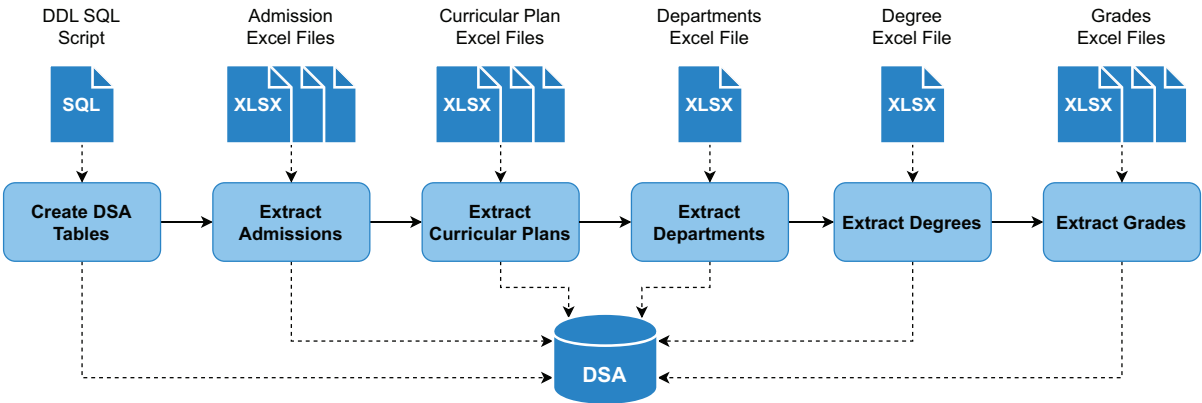 DDL SQL
Script
Admission
Excel Files
Curricular Plan
Excel Files
Departments
Excel File
Degree
Excel File
Grades
Excel Files
SQL
XLSX
XLSX
XLSX
XLSX
XLSX
Create DSA
Tables
Extract
Admissions
Extract
Curricular Plans
Extract
Departments
Extract Degrees
Extract Grades
DSA